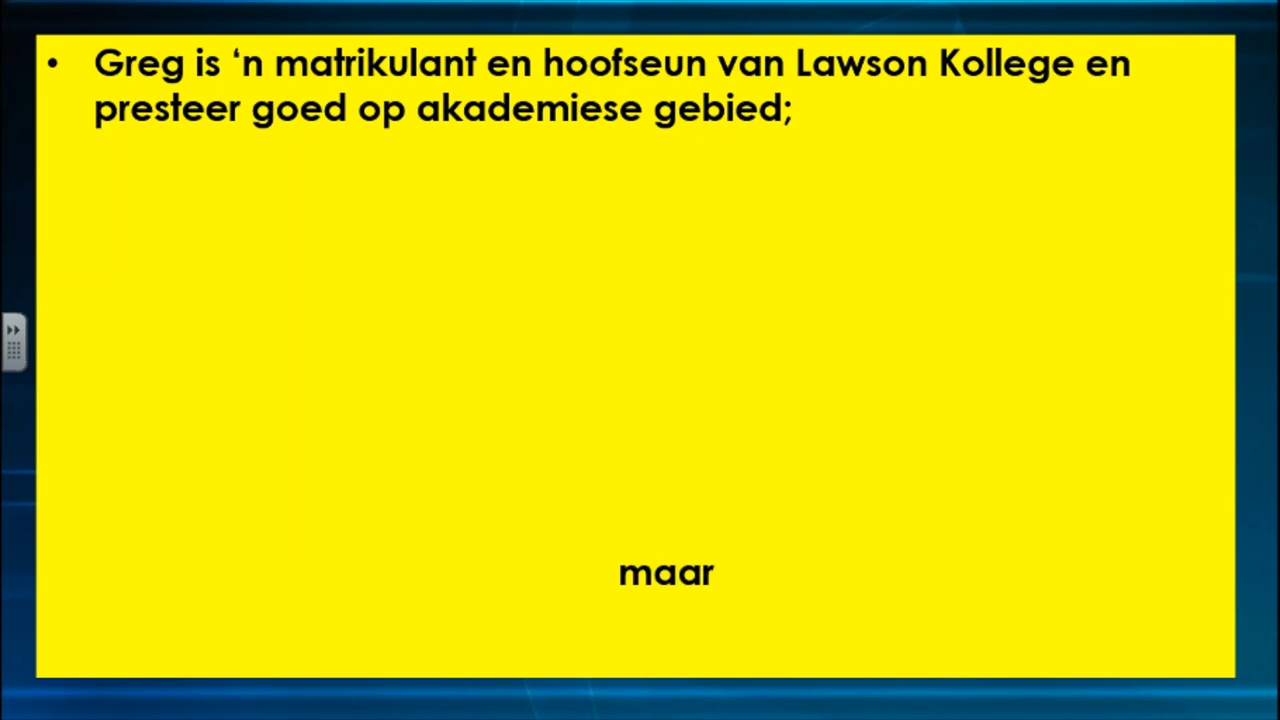 • Greg is ‘n matrikulant en hoofseun van Lawson Kollege en
presteer goed op akademiese gebied;
maar